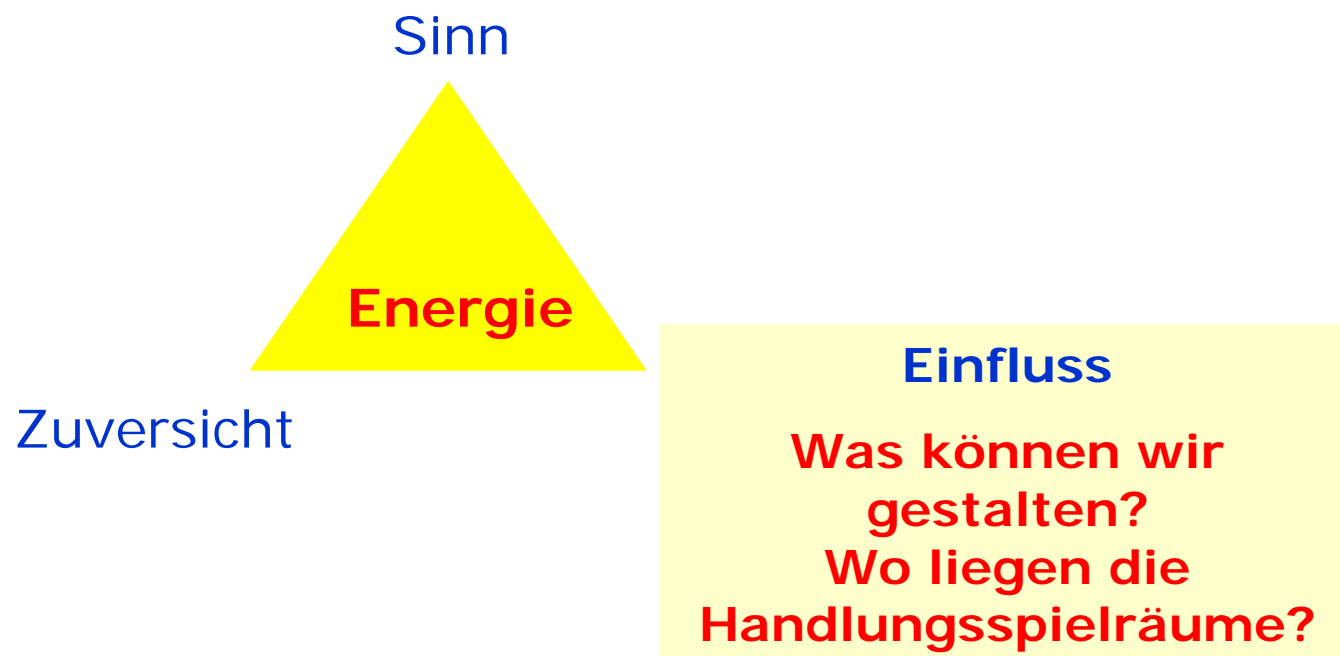 Sinn
Energie
Zuversicht
Einfluss
Was können wir
gestalten?
Wo liegen die
Handlungsspielräume?